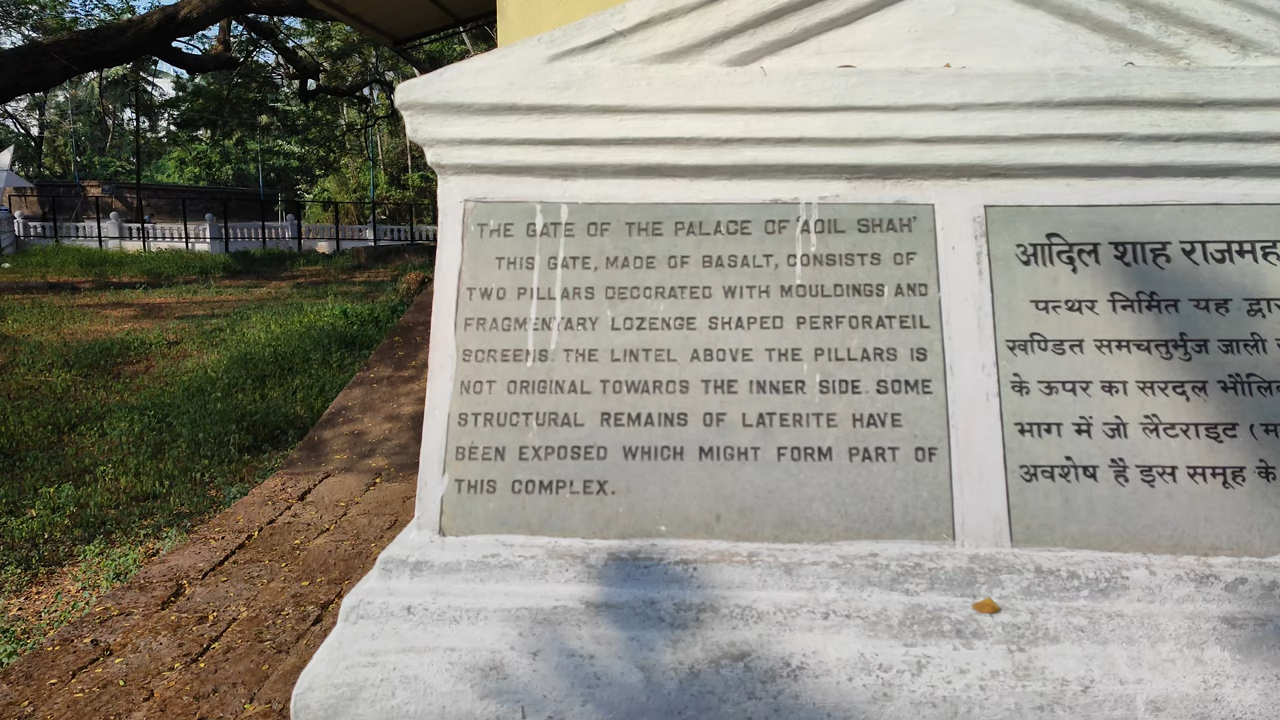 THE GATE OF THE PALACE OF 'ADIL SHAH'
THIS GATE, MADE OF BASALT, CONSISTS OF
TWO PILLARS DECORATED WITH MOULDINGS AND
FRAGMENTARY LOZENGE SHAPED PERFORATEIL
SCREENS. THE LINTEL ABOVE THE PILLARS IS
NOT ORIGINAL TOWARDS THE INNER SIDE. SOME
STRUCTURAL REMAINS OF LATERITE HAVE
BEEN EXPOSED WHICH MIGHT FORM PART OF
THIS COMPLEX.
आदिल शाह
पत्थर निर्मित यह
खण्डित समचतुर्भुज जाली
के ऊपर का सरदल
भाग में जो लैटराइट
अवशेष है इस समूह के